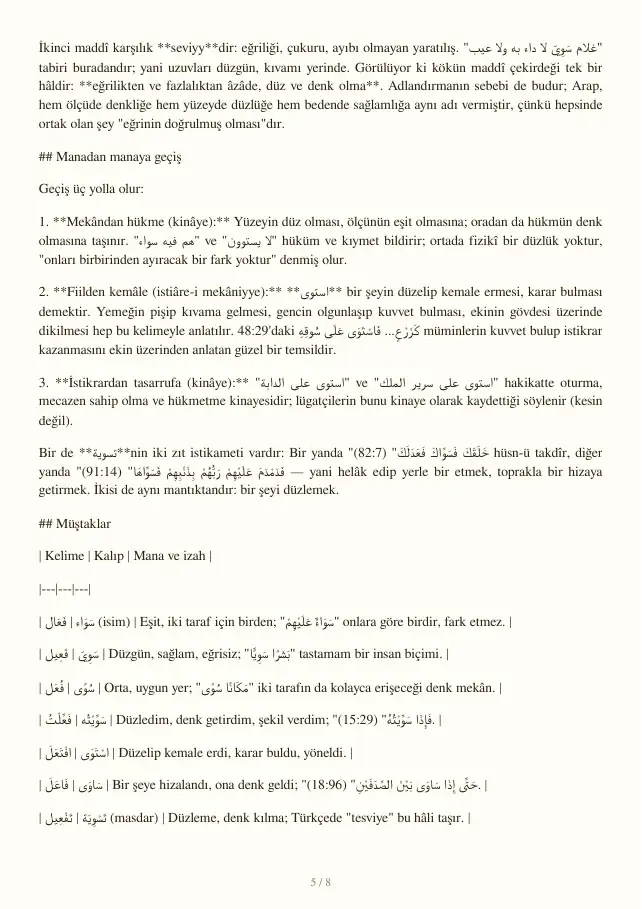 İkinci maddî karşılık **seviyy**dir: eğriliği, çukuru, ayıbı olmayan yaratılış. "غلام سَوِيّ لا داء به ولا عيب"
tabiri buradandır; yani uzuvları düzgün, kıvamı yerinde. Görülüyor ki kökün maddî çekirdeği tek bir
hâldir: **eğrilikten ve fazlalıktan âzâde, düz ve denk olma**. Adlandırmanın sebebi de budur; Arap,
hem ölçüde denkliğe hem yüzeyde düzlüğe hem bedende sağlamlığa aynı adı vermiştir, çünkü hepsinde
ortak olan şey "eğrinin doğrulmuş olması"dır.
## Manadan manaya geçiş
Geçiş üç yolla olur:
1. **Mekândan hükme (kinâye):** Yüzeyin düz olması, ölçünün eşit olmasına; oradan da hükmün denk
olmasına taşınır. "هم فيه سواء" ve "لا يستوون" hüküm ve kıymet bildirir; ortada fizikî bir düzlük yoktur,
"onları birbirinden ayıracak bir fark yoktur" denmiş olur.
2. **Fiilden kemâle (istiâre-i mekâniyye):** **استوى** bir şeyin düzelip kemale ermesi, karar bulması
demektir. Yemeğin pişip kıvama gelmesi, gencin olgunlaşıp kuvvet bulması, ekinin gövdesi üzerinde
dikilmesi hep bu kelimeyle anlatılır. 48:29'daki كَزَرْعٍ... فَاسْتَوَى عَلَى سُوقِهِ müminlerin kuvvet bulup istikrar
kazanmasını ekin üzerinden anlatan güzel bir temsildir.
3. **İstikrardan tasarrufa (kinâye):** "استوى على الدابة" ve "استوى على سرير الملك" hakikatte oturma,
mecazen sahip olma ve hükmetme kinayesidir; lügatçilerin bunu kinaye olarak kaydettiği söylenir (kesin
değil).
Bir de **تسوية**nin iki zıt istikameti vardır: Bir yanda "خَلَقَكَ فَسَوَّاكَ فَعَدَلَكَ" (82:7) hüsn-ü takdîr, diğer
yanda "فَدَمْدَمَ عَلَيْهِمْ رَبُّهُمْ بِذَنْبِهِمْ فَسَوَّاهَا" (91:14) — yani helâk edip yerle bir etmek, toprakla bir hizaya
getirmek. İkisi de aynı mantıktandır: bir şeyi düzlemek.
## Müştaklar
| Kelime | Kalıp | Mana ve izah |
|---|---|---|
| سَوَاء | فَعَال (isim) | Eşit, iki taraf için birden; "سَوَاءٌ عَلَيْهِمْ" onlara göre birdir, fark etmez. |
| سَوِيّ | فَعِيل | Düzgün, sağlam, eğrisiz; "بَشَرًا سَوِيًّا" tastamam bir insan biçimi. |
| سُوًى | فُعَل | Orta, uygun yer; "مَكَانًا سُوًى" iki tarafın da kolayca erişeceği denk mekân. |
| سَوَّيْتُه | فَعَّلْتُ | Düzledim, denk getirdim, şekil verdim; "فَإِذَا سَوَّيْتُهُ" (15:29). |
| اسْتَوَى | افْتَعَلَ | Düzelip kemale erdi, karar buldu, yöneldi. |
| سَاوَى | فَاعَلَ | Bir şeye hizalandı, ona denk geldi; "حَتَّى إِذَا سَاوَى بَيْنَ الصَّدَفَيْنِ" (18:96). |
| تَسْوِيَة | تَفْعِيل (masdar) | Düzleme, denk kılma; Türkçede "tesviye" bu hâli taşır. |
5 / 8